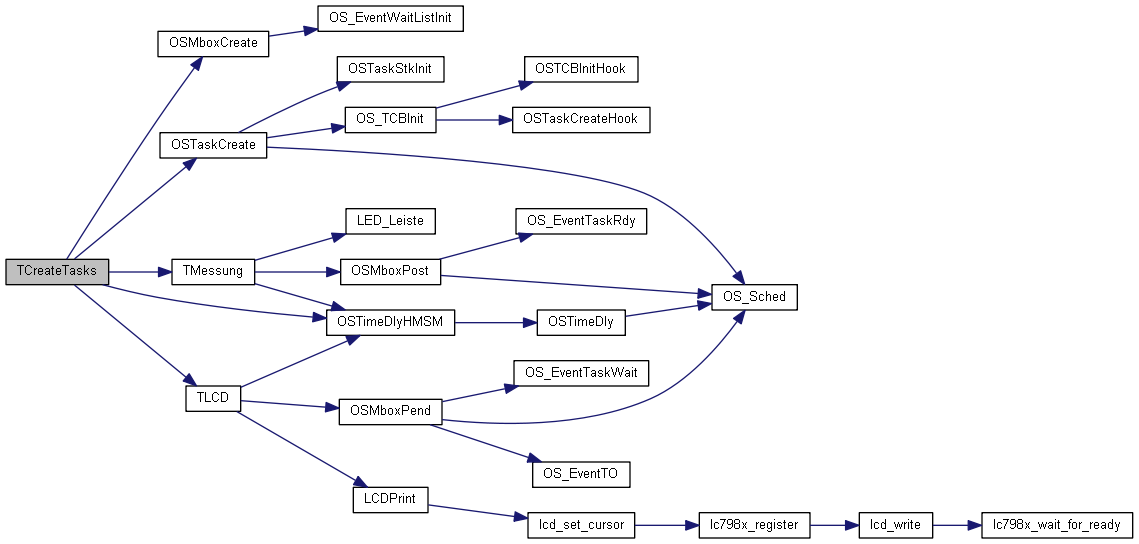 OS_EventWaitListInit
OSMboxCreate
OSTaskStkInit
OSTCBInitHook
OS_TCBInit
OSTaskCreateHook
OSTaskCreate
LED_Leiste
OS_EventTaskRdy
TCreateTasks
TMessung
OSMboxPost
OS_Sched
OSTimeDlyHMSM
OSTimeDly
OS_EventTaskWait
TLCD
OSMboxPend
OS_EventTO
LCDPrint
lcd_set_cursor
lc798x_register
lcd_write
lc798x_wait_for_ready